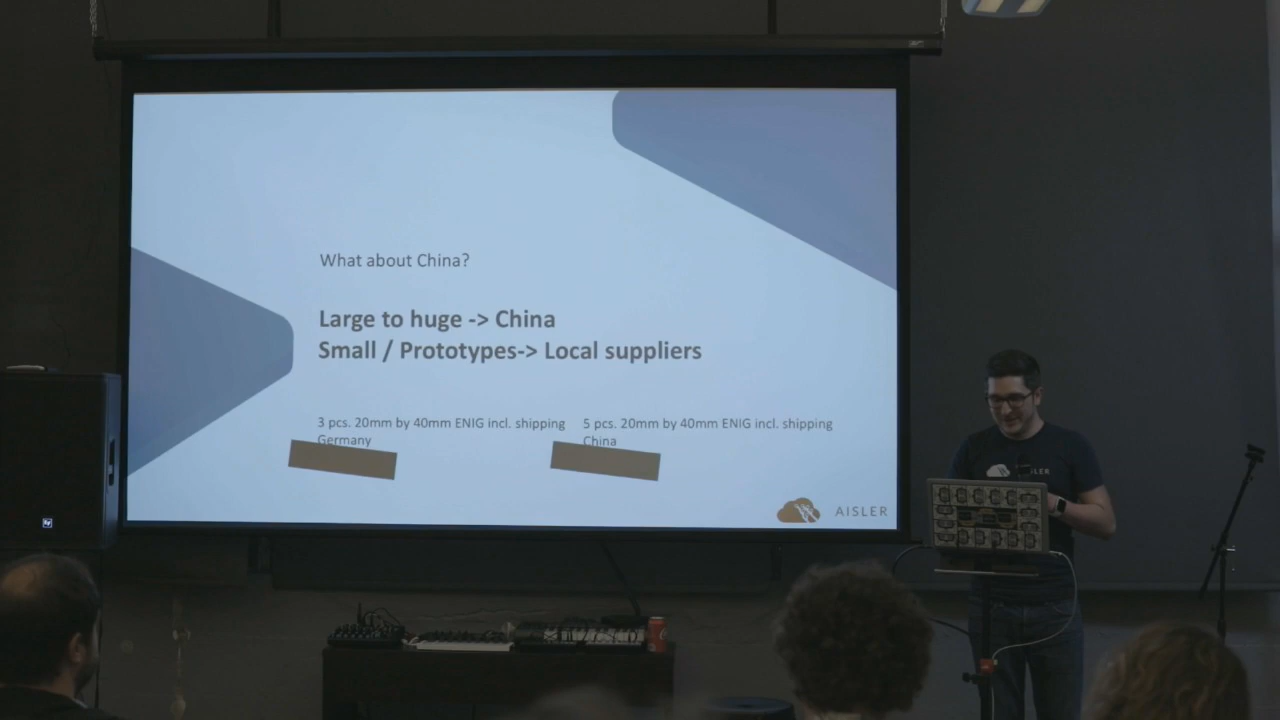 What about China?
Large to huge -> China
Small / Prototypes-> Local suppliers
3 pcs. 20mm by 40mm ENIG incl. shipping
Germany
5 pcs. 20mm by 40mm ENIG incl. shipping
China
AISLER